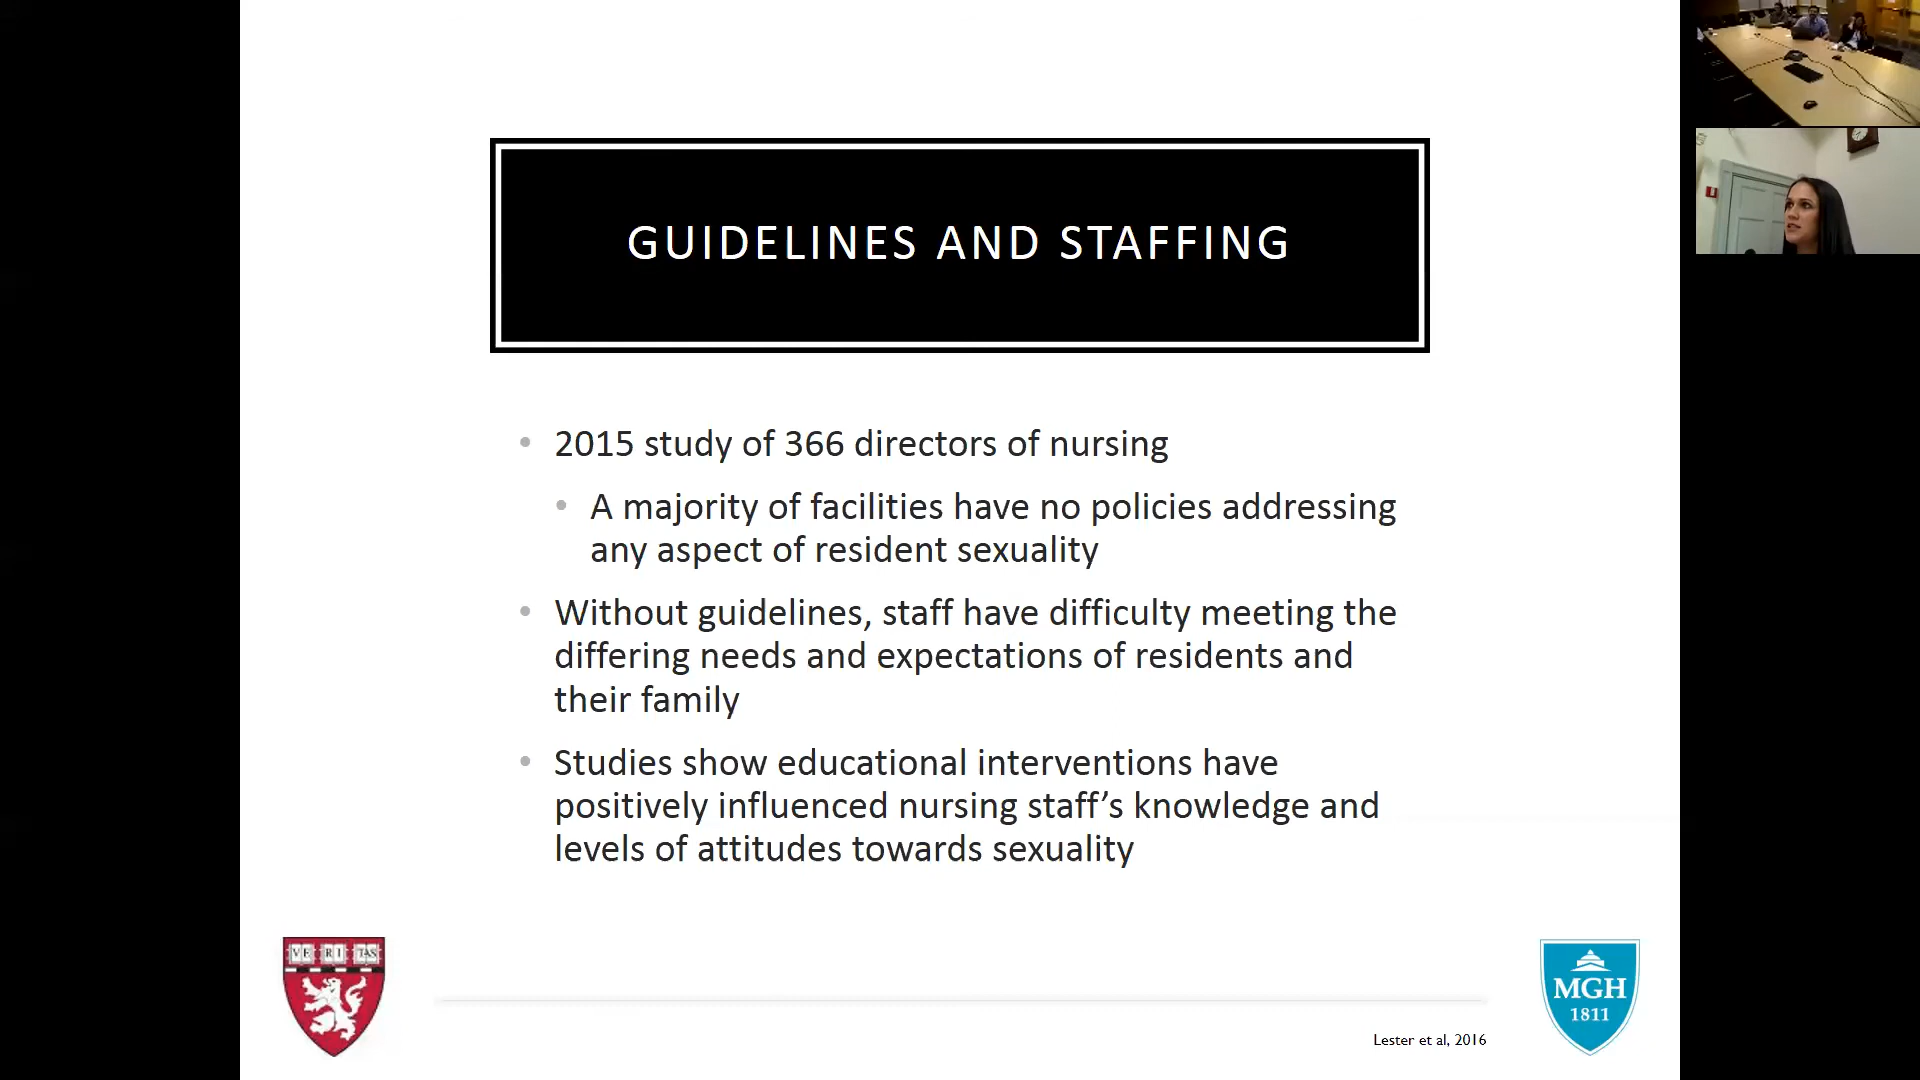 GUIDELINES AND STAFFING
• 2015 study of 366 directors of nursing
• A majority of facilities have no policies addressing
any aspect of resident sexuality
• Without guidelines, staff have difficulty meeting the
differing needs and expectations of residents and
their family
• Studies show educational interventions have
positively influenced nursing staff’s knowledge and
levels of attitudes towards sexuality
VE RI TAS
MGH
1811
Lester et al, 2016